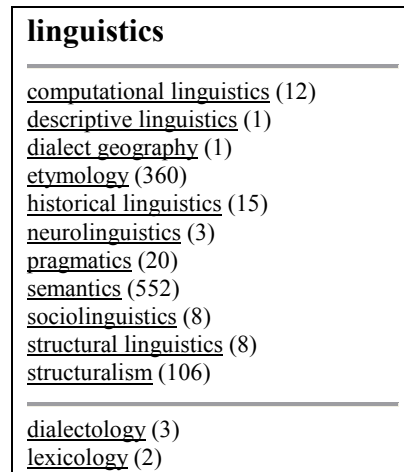 linguistics
computational linguistics (12)
descriptive linguistics (1)
dialect geography (1)
etymology (360)
historical linguistics (15)
neurolinguistics (3)
pragmatics (20)
semantics (552)
sociolinguistics (8)
structural linguistics (8)
structuralism (106)
dialectology (3)
lexicology (2)